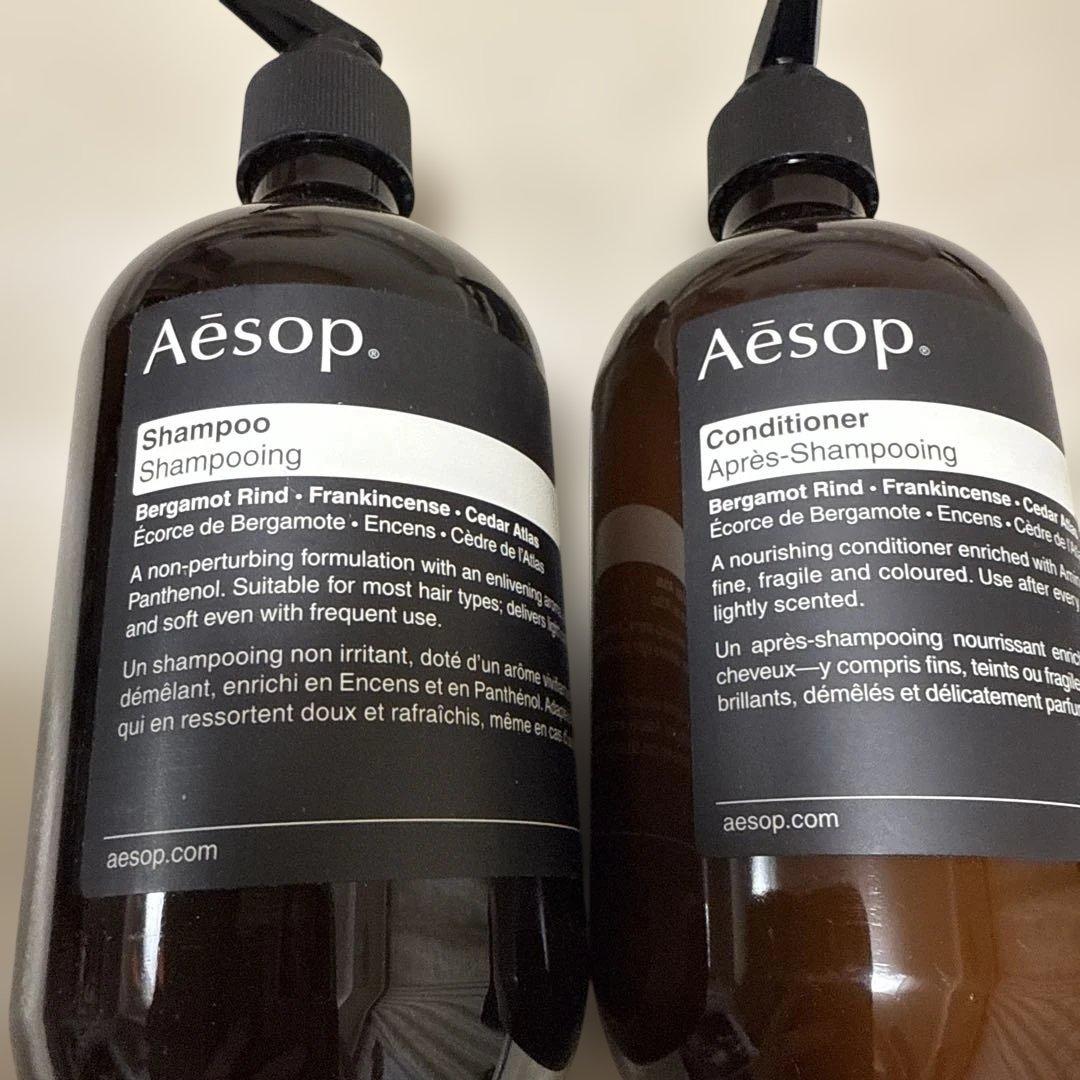 Aēsop®
Shampoo
Shampooing
Bergamot Rind • Frankincense • Cedar Atlas
Écorce de Bergamote • Encens • Cèdre de l'Atlas
A non-perturbing formulation with an enlivening
Panthenol. Suitable for most hair types; delivers
and soft even with frequent use.
Un shampooing non irritant, doté d'un arôme
démêlant, enrichi en Encens et en Panthénol.
qui en ressortent doux et rafraîchis, même en cas
aesop.com
Aēsop®
Conditioner
Après-Shampooing
Bergamot Rind • Frankincense • Cedar
Écorce de Bergamote • Encens • Cèdre de
A nourishing conditioner enriched with
fine, fragile and coloured. Use after every
lightly scented.
Un après-shampooing nourrissant
cheveux—y compris fins, teints ou
brillants, démêlés et délicatement
aesop.com